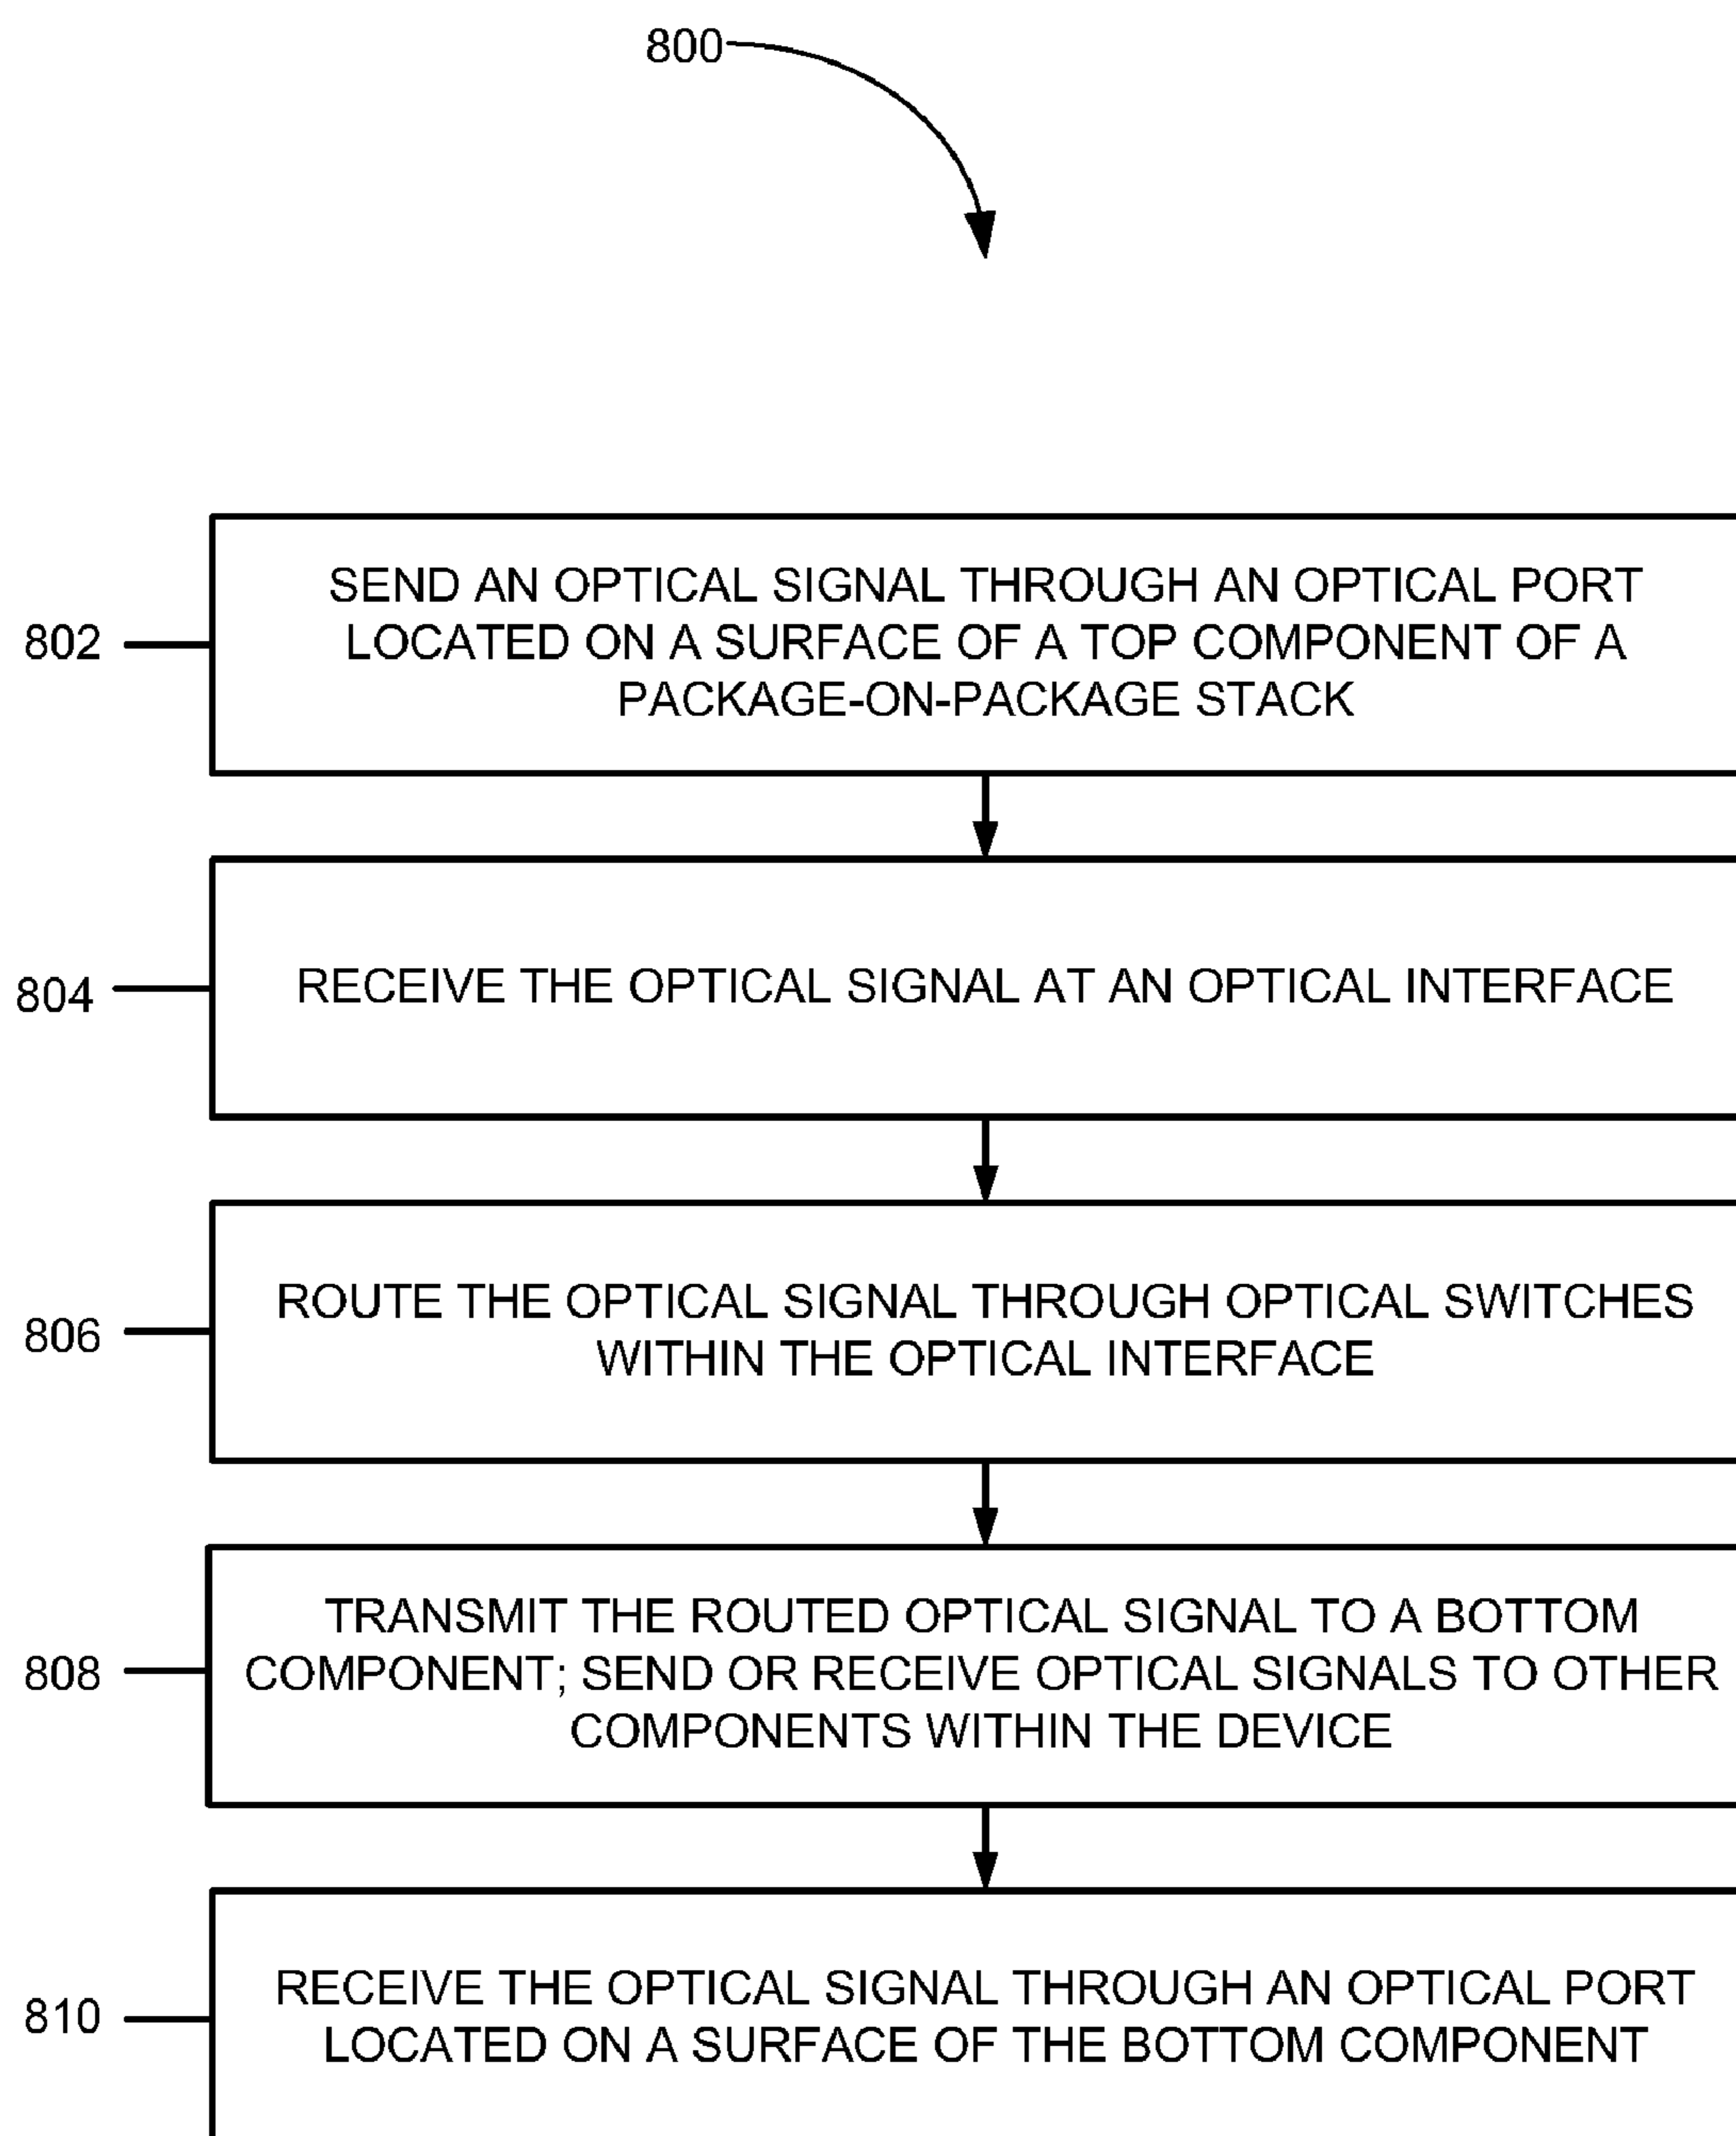 800
802
SEND AN OPTICAL SIGNAL THROUGH AN OPTICAL PORT
LOCATED ON A SURFACE OF A TOP COMPONENT OF A
PACKAGE-ON-PACKAGE STACK
804
RECEIVE THE OPTICAL SIGNAL AT AN OPTICAL INTERFACE
806
ROUTE THE OPTICAL SIGNAL THROUGH OPTICAL SWITCHES
WITHIN THE OPTICAL INTERFACE
808
TRANSMIT THE ROUTED OPTICAL SIGNAL TO A BOTTOM
COMPONENT; SEND OR RECEIVE OPTICAL SIGNALS TO OTHER
COMPONENTS WITHIN THE DEVICE
810
RECEIVE THE OPTICAL SIGNAL THROUGH AN OPTICAL PORT
LOCATED ON A SURFACE OF THE BOTTOM COMPONENT